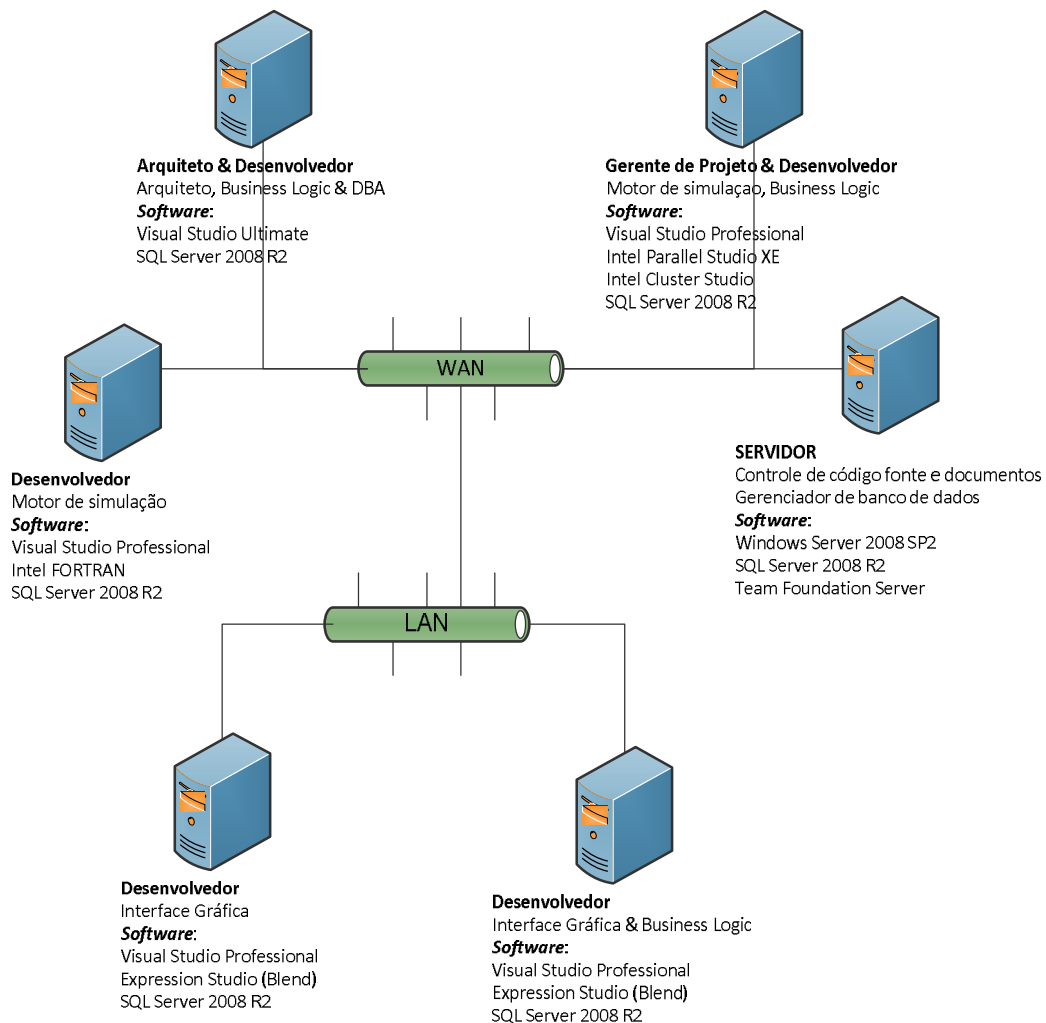 Arquiteto & Desenvolvedor
Arquiteto, Business Logic & DBA
Software:
Visual Studio Ultimate
SQL Server 2008 R2
Gerente de Projeto & Desenvolvedor
Motor de simulaçao, Business Logic
Software:
Visual Studio Professional
Intel Parallel Studio XE
Intel Cluster Studio
SQL Server 2008 R2
WAN
Desenvolvedor
Motor de simulação
Software:
Visual Studio Professional
Intel FORTRAN
SQL Server 2008 R2
SERVIDOR
Controle de código fonte e documentos
Gerenciador de banco de dados
Software:
Windows Server 2008 SP2
SQL Server 2008 R2
Team Foundation Server
LAN
Desenvolvedor
Interface Gráfica
Software:
Visual Studio Professional
Expression Studio (Blend)
SQL Server 2008 R2
Desenvolvedor
Interface Gráfica & Business Logic
Software:
Visual Studio Professional
Expression Studio (Blend)
SQL Server 2008 R2